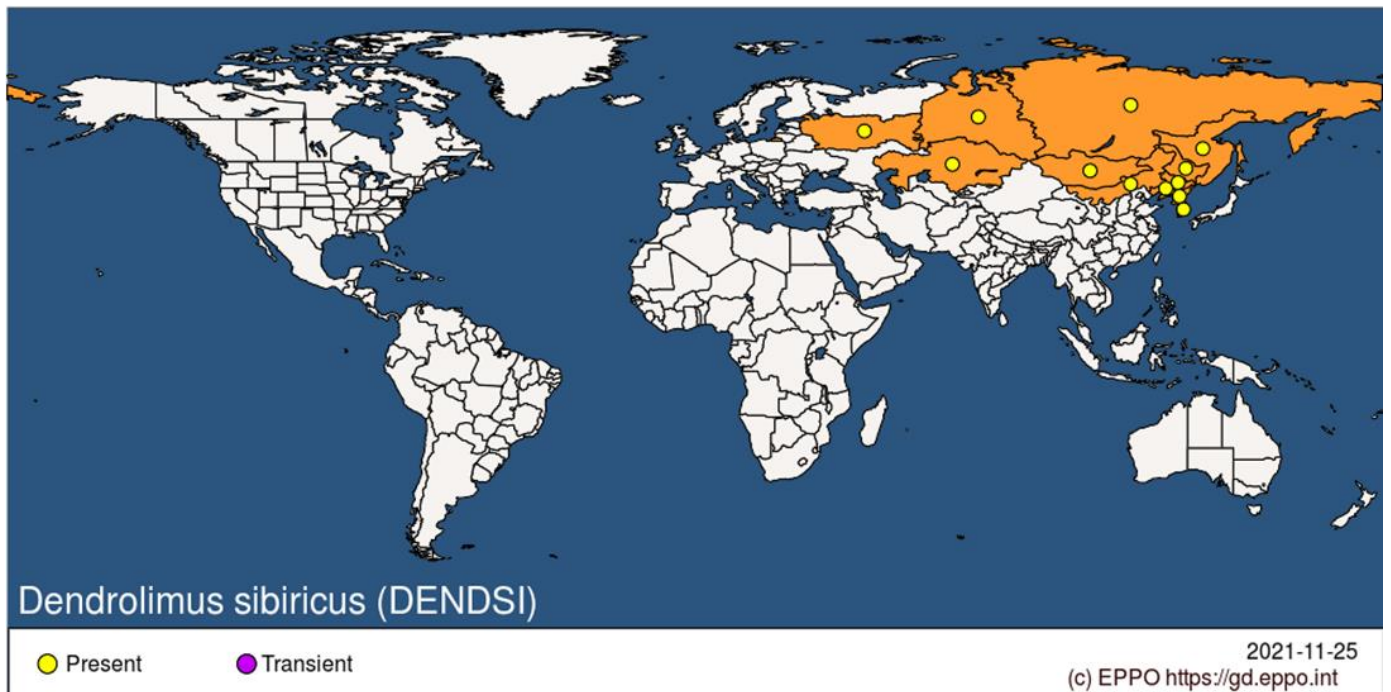 Dendrolimus sibiricus (DENDSI)
Present
Transient
2021-11-25
(c) EPPO https://gd.eppo.int